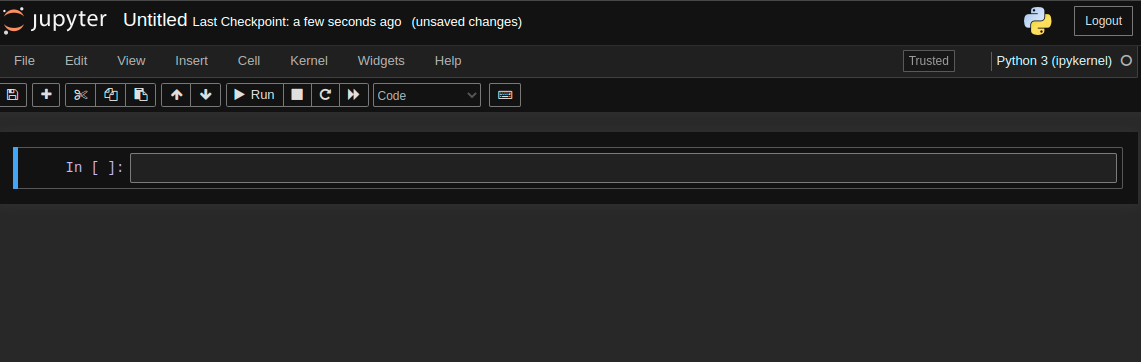 jupyter Untitled Last Checkpoint: a few seconds ago (unsaved changes) Logout
File Edit View Insert Cell Kernel Widgets Help Trusted Python 3 (ipykernel)
Run Code
In [ ]: